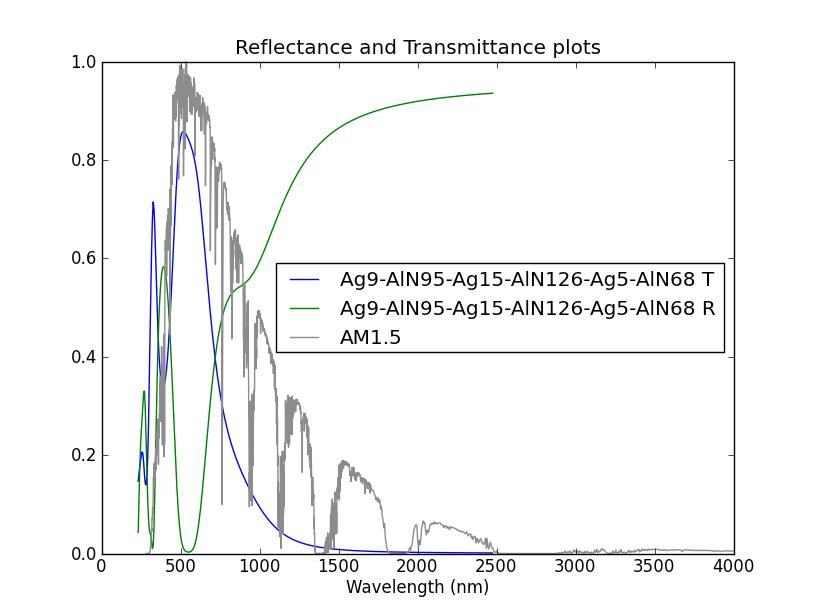 Reflectance and Transmittance plots
1.0
0.8
0.6
0.4
0.2
0.0
Ag9-AlN95-Ag15-AlN126-Ag5-AlN68 T
Ag9-AlN95-Ag15-AlN126-Ag5-AlN68 R
AM1.5
0 500 1000 1500 2000 2500 3000 3500 4000
Wavelength (nm)